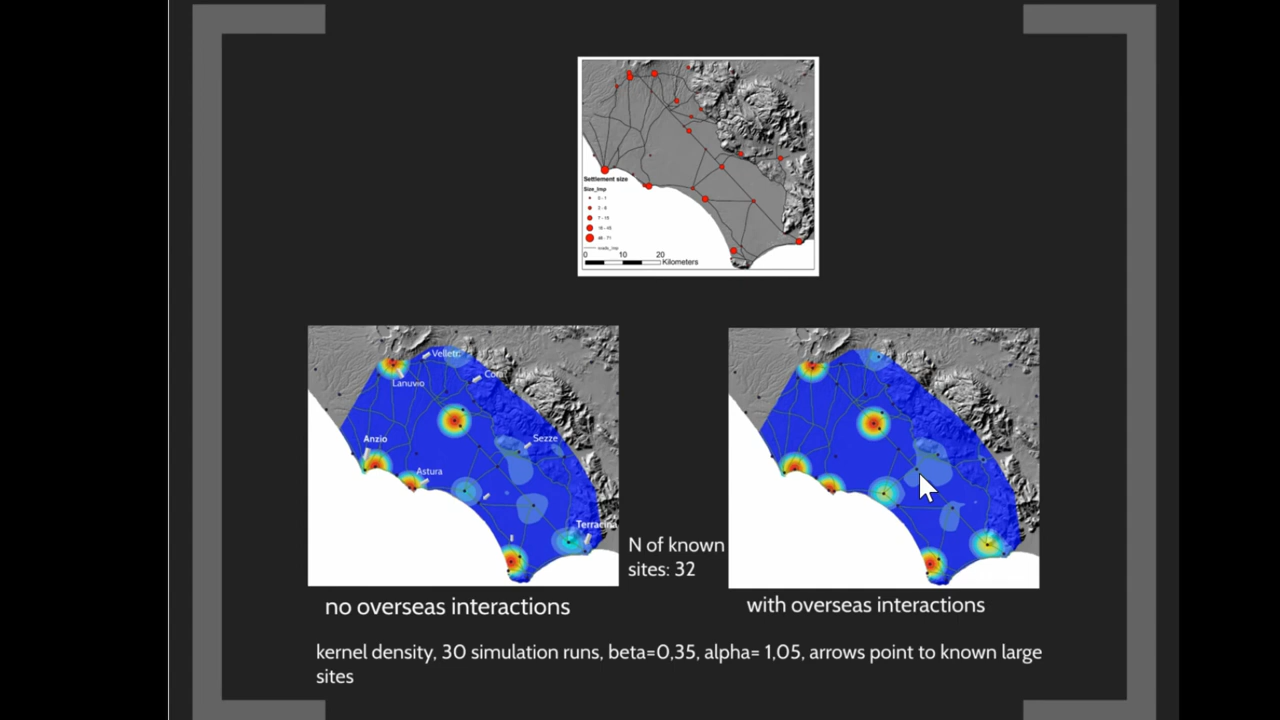 Settlement size
Size_Imp
0 - 1
2 - 6
7 - 15
16 - 45
46 - 71
roads_Imp
0 10 20
Kilometers
Velletri
Lanuvio
Cora
Anzio
Sezze
Astura
Terracina
N of known
sites: 32
no overseas interactions
with overseas interactions
kernel density, 30 simulation runs, beta=0,35, alpha= 1,05, arrows point to known large
sites